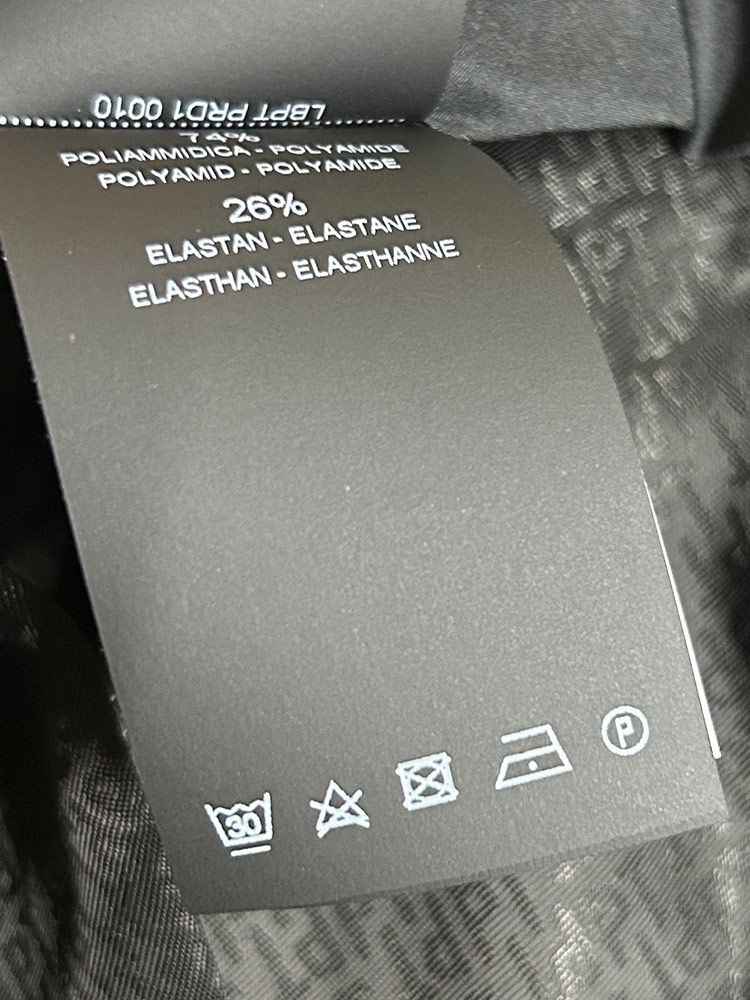 LBPT PRD1 0010
74%
POLIAMMIDICA - POLYAMIDE
POLYAMID - POLYAMIDE
26%
ELASTAN - ELASTANE
ELASTHAN - ELASTHANNE
30
P